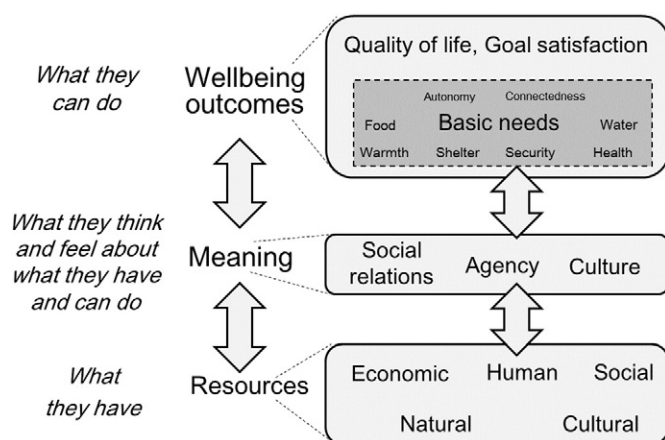 What they
can do
Wellbeing
outcomes
Quality of life, Goal satisfaction
Autonomy Connectedness
Food Basic needs Water
Warmth Shelter Security Health
What they think
and feel about
what they have
and can do
Meaning
Social
relations
Agency
Culture
What
they have
Resources
Economic Human Social
Natural Cultural